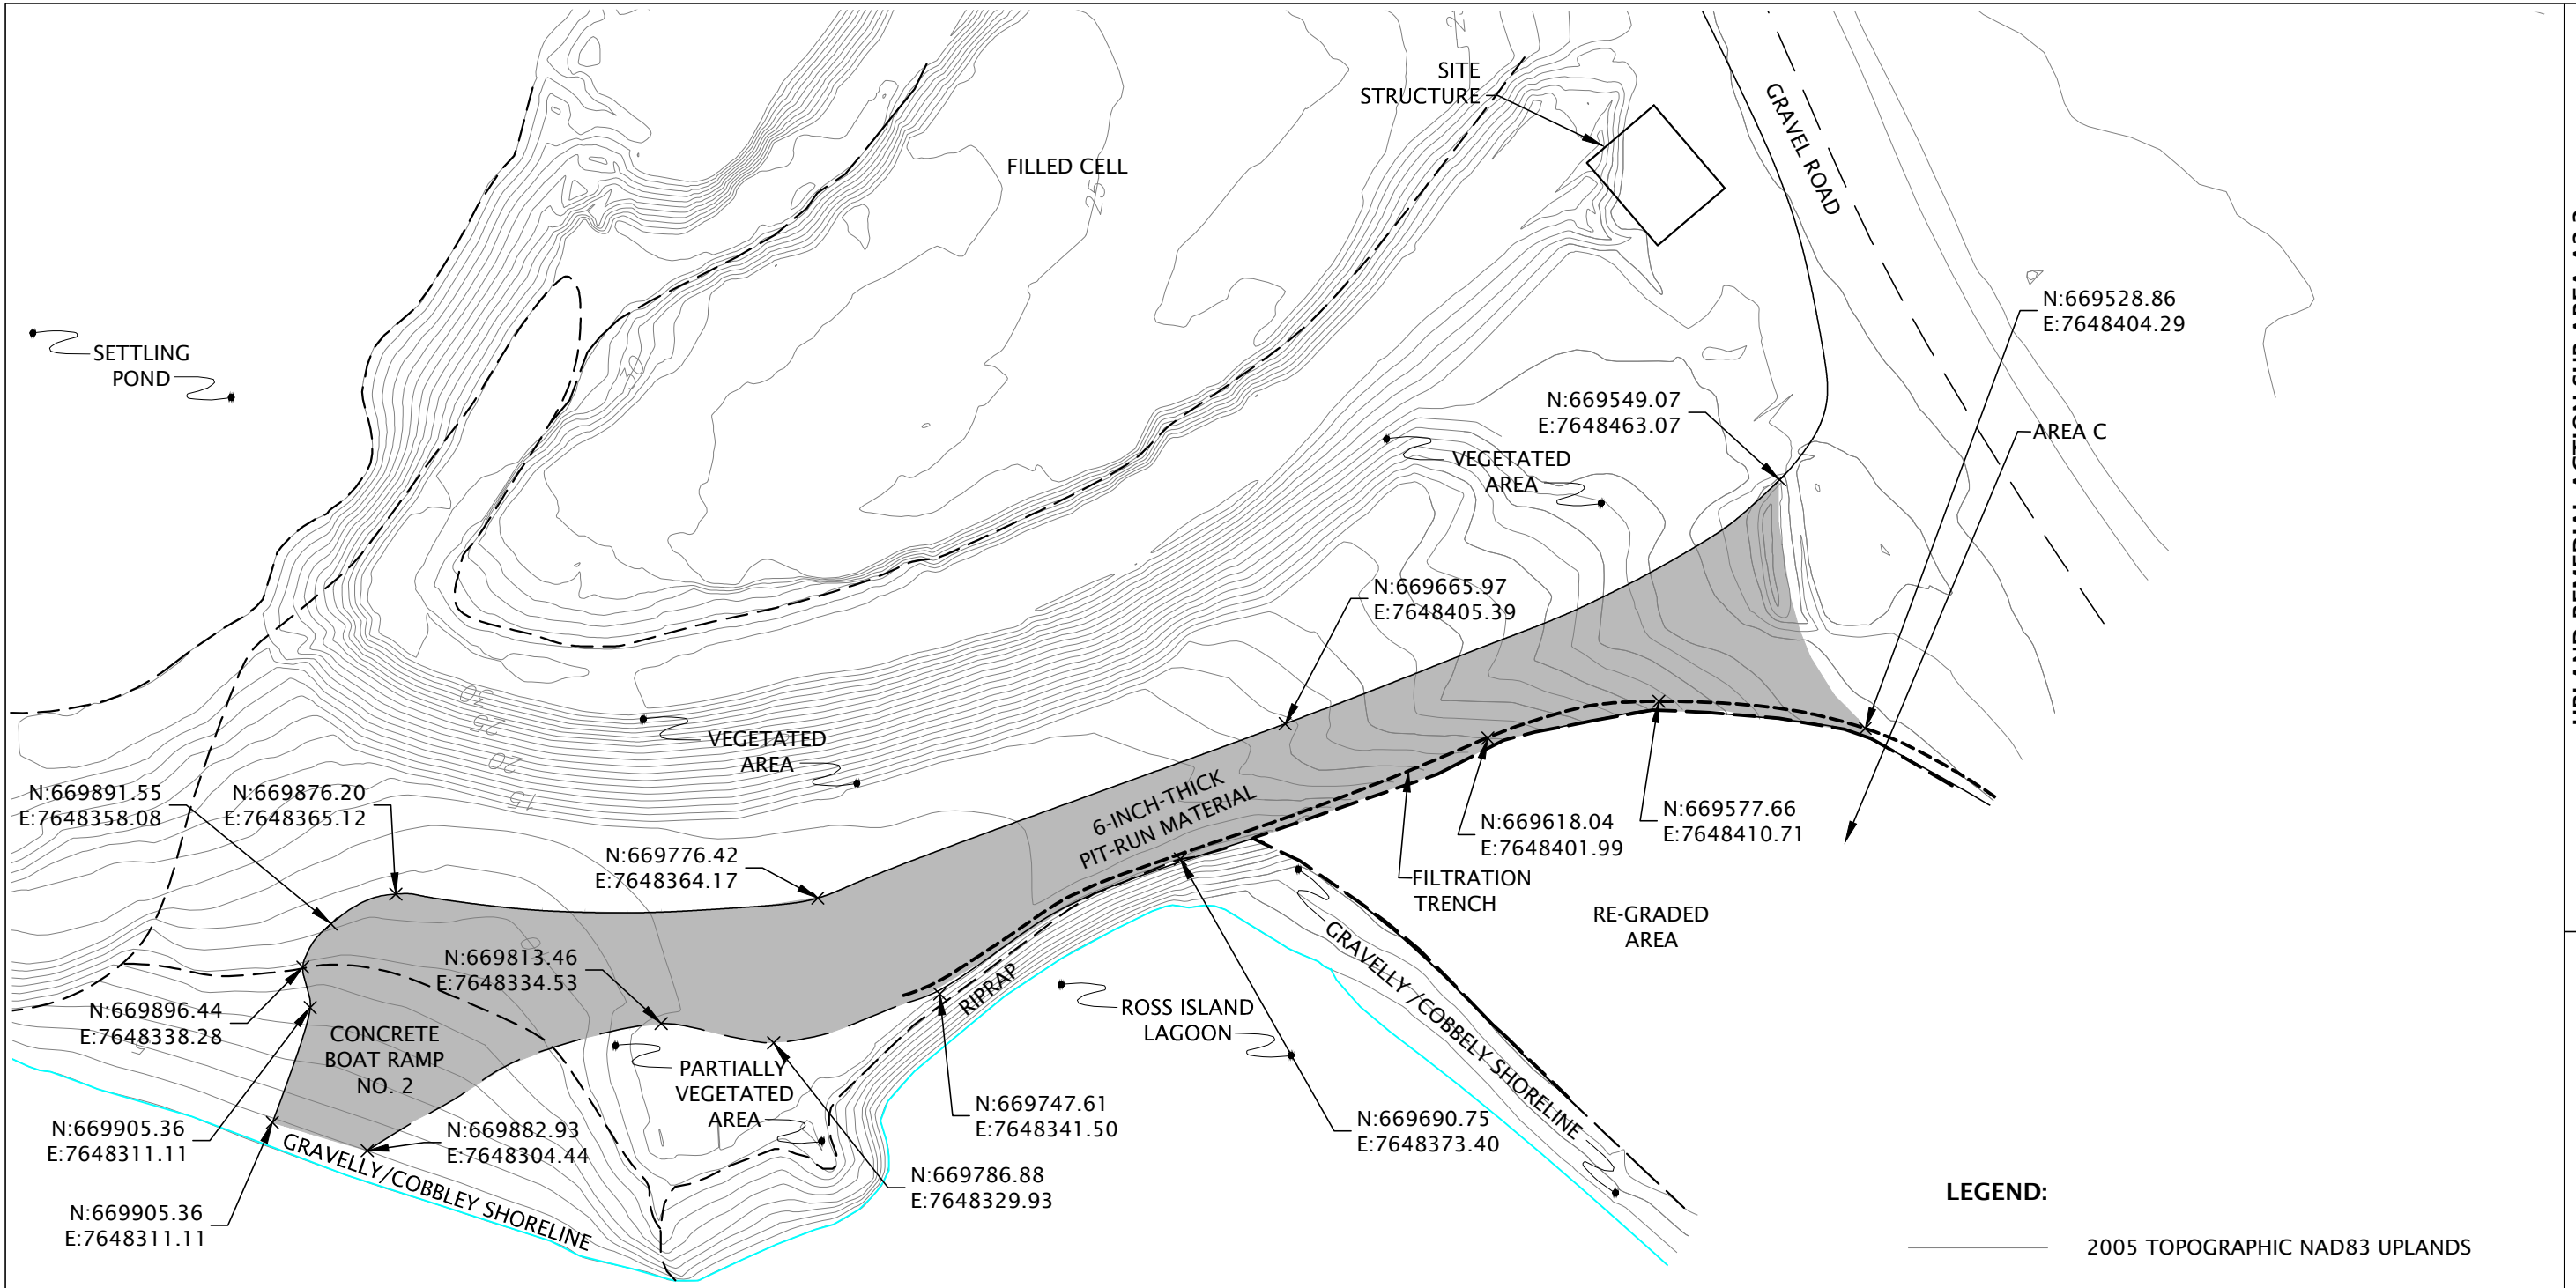 SITE
STRUCTURE
GRAVEL ROAD
FILLED CELL
25
SETTLING
POND
30
N:669528.86
E:7648404.29
AREA C
N:669549.07
E:7648463.07
VEGETATED
AREA
N:669665.97
E:7648405.39
30
25
20
15
VEGETATED
AREA
N:669891.55
E:7648358.08
N:669876.20
E:7648365.12
N:669776.42
E:7648364.17
6-INCH-THICK
PIT-RUN MATERIAL
N:669618.04
E:7648401.99
N:669577.66
E:7648410.71
FILTRATION
TRENCH
RE-GRADED
AREA
N:669813.46
E:7648334.53
RIPRAP
GRAVELLY /COBBELY SHORELINE
ROSS ISLAND
LAGOON
N:669896.44
E:7648338.28
CONCRETE
BOAT RAMP
NO. 2
PARTIALLY
VEGETATED
AREA
N:669747.61
E:7648341.50
N:669690.75
E:7648373.40
N:669905.36
E:7648311.11
N:669882.93
E:7648304.44
GRAVELLY/COBBLEY SHORELINE
N:669786.88
E:7648329.93
N:669905.36
E:7648311.11
LEGEND:
2005 TOPOGRAPHIC NAD83 UPLANDS